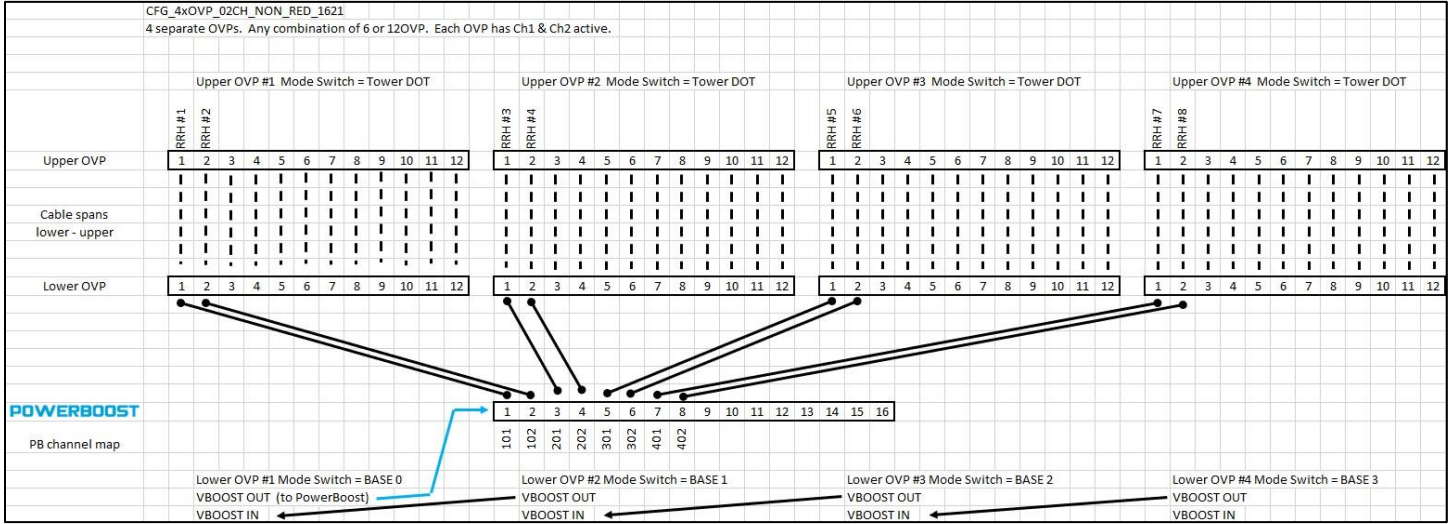 CFG_4xOVP_02CH_NON_RED_1621
4 separate OVPs.  Any combination of 6 or 12OVP.  Each OVP has Ch1 & Ch2 active.
Upper OVP #1  Mode Switch = Tower DOT
Upper OVP #2  Mode Switch = Tower DOT
Upper OVP #3  Mode Switch = Tower DOT
Upper OVP #4  Mode Switch = Tower DOT
RRH #1
RRH #2
RRH #3
RRH #4
RRH #5
RRH #6
RRH #7
RRH #8
Upper OVP
1 2 3 4 5 6 7 8 9 10 11 12
1 2 3 4 5 6 7 8 9 10 11 12
1 2 3 4 5 6 7 8 9 10 11 12
1 2 3 4 5 6 7 8 9 10 11 12
Cable spans
lower - upper
Lower OVP
1 2 3 4 5 6 7 8 9 10 11 12
1 2 3 4 5 6 7 8 9 10 11 12
1 2 3 4 5 6 7 8 9 10 11 12
1 2 3 4 5 6 7 8 9 10 11 12
POWERBOOST
1 2 3 4 5 6 7 8 9 10 11 12 13 14 15 16
PB channel map
101
102
201
202
301
302
401
402
Lower OVP #1 Mode Switch = BASE 0
VBOOST OUT  (to PowerBoost)
VBOOST IN
Lower OVP #2 Mode Switch = BASE 1
VBOOST OUT
VBOOST IN
Lower OVP #3 Mode Switch = BASE 2
VBOOST OUT
VBOOST IN
Lower OVP #4 Mode Switch = BASE 3
VBOOST OUT
VBOOST IN